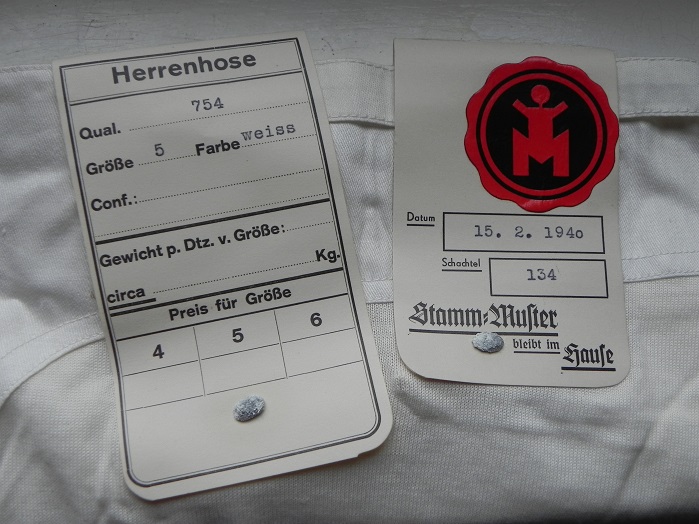 Herrenhose
Qual. 754
Größe 5 Farbe weiss
Conf.:
Gewicht p. Dtz. v. Größe:
circa Kg.
Preis für Größe
4 5 6
M
Datum 15. 2. 1940
Schachtel 134
Stamm-Muster
bleibt im Hause